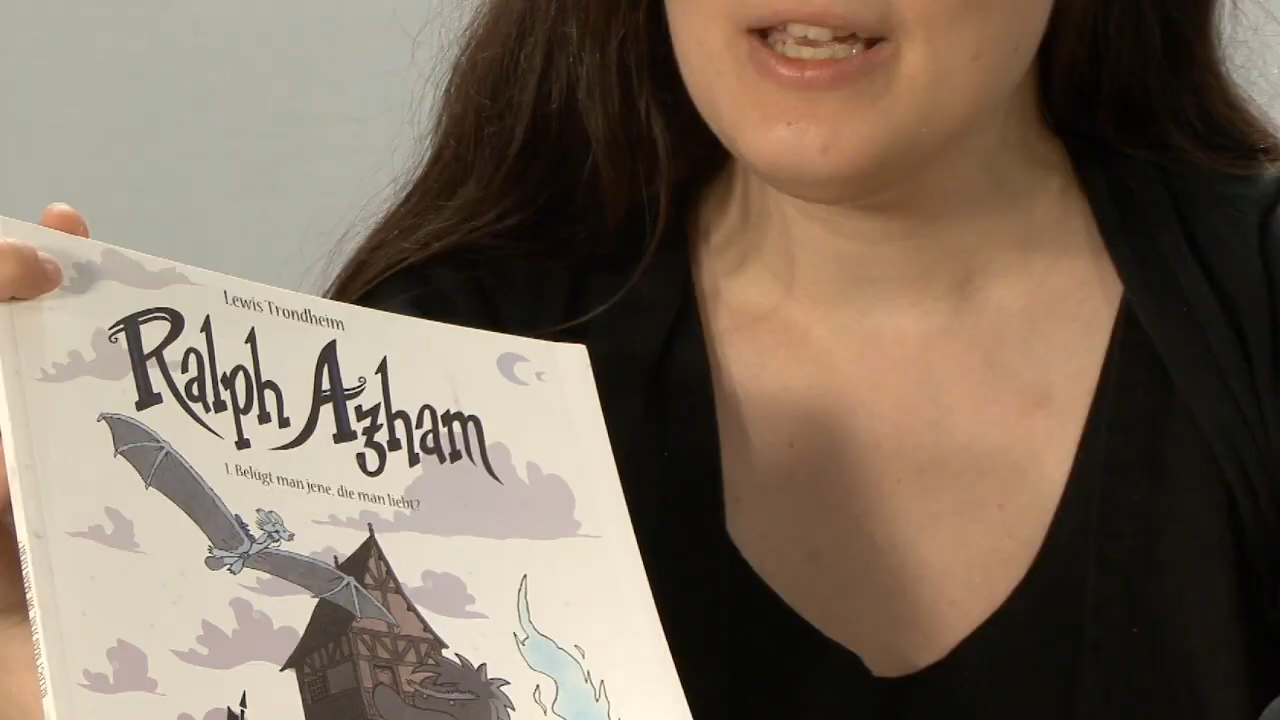 Lewis Trondheim
Ralph Azham
1. Belügt man jene, die man liebt?